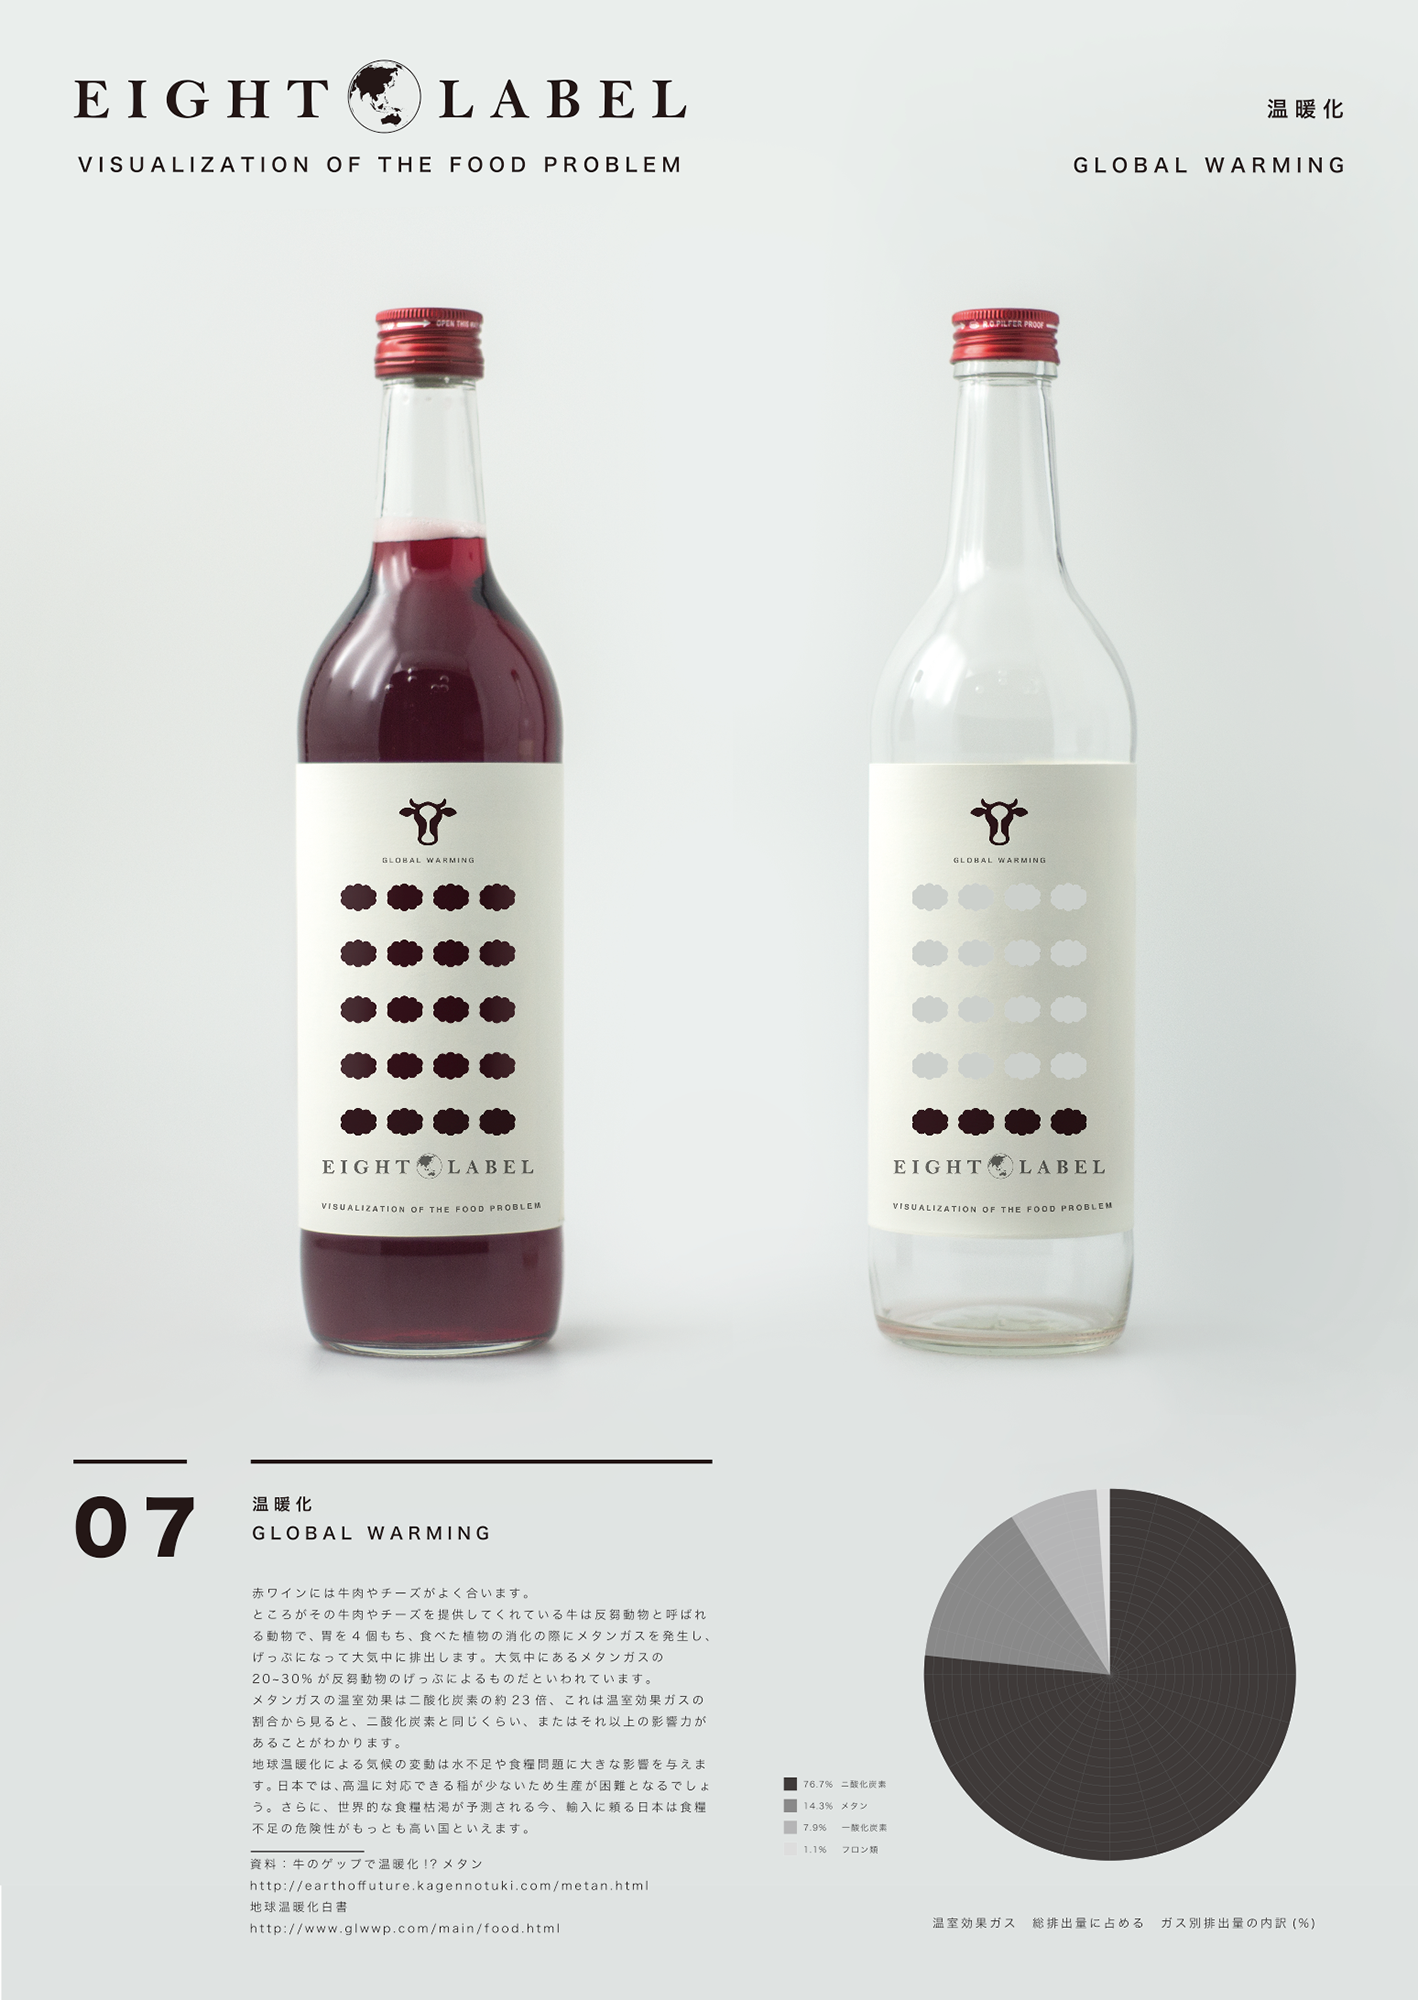 EIGHT LABEL
VISUALIZATION OF THE FOOD PROBLEM
温暖化
GLOBAL WARMING
OPEN THIS
R.O.PILFER PROOF
GLOBAL WARMING
EIGHT LABEL
VISUALIZATION OF THE FOOD PROBLEM
GLOBAL WARMING
EIGHT LABEL
VISUALIZATION OF THE FOOD PROBLEM
07
温暖化
GLOBAL WARMING
赤ワインには牛肉やチーズがよく合います。
ところがその牛肉やチーズを提供してくれている牛は反芻動物と呼ばれ
る動物で、胃を 4 個もち、食べた植物の消化の際にメタンガスを発生し、
げっぷになって大気中に排出します。大気中にあるメタンガスの
20~30% が反芻動物のげっぷによるものだといわれています。
メタンガスの温室効果は二酸化炭素の約 23 倍、これは温室効果ガスの
割合から見ると、二酸化炭素と同じくらい、またはそれ以上の影響力が
あることがわかります。
地球温暖化による気候の変動は水不足や食糧問題に大きな影響を与えま
す。日本では、高温に対応できる稲が少ないため生産が困難となるでしょ
う。さらに、世界的な食糧枯渇が予測される今、輸入に頼る日本は食糧
不足の危険性がもっとも高い国といえます。
資料：牛のゲップで温暖化 !? メタン
http://earthoffuture.kagennotuki.com/metan.html
地球温暖化白書
http://www.glwwp.com/main/food.html
76.7% 二酸化炭素
14.3% メタン
7.9% 一酸化炭素
1.1% フロン類
温室効果ガス　総排出量に占める　ガス別排出量の内訳 (%)